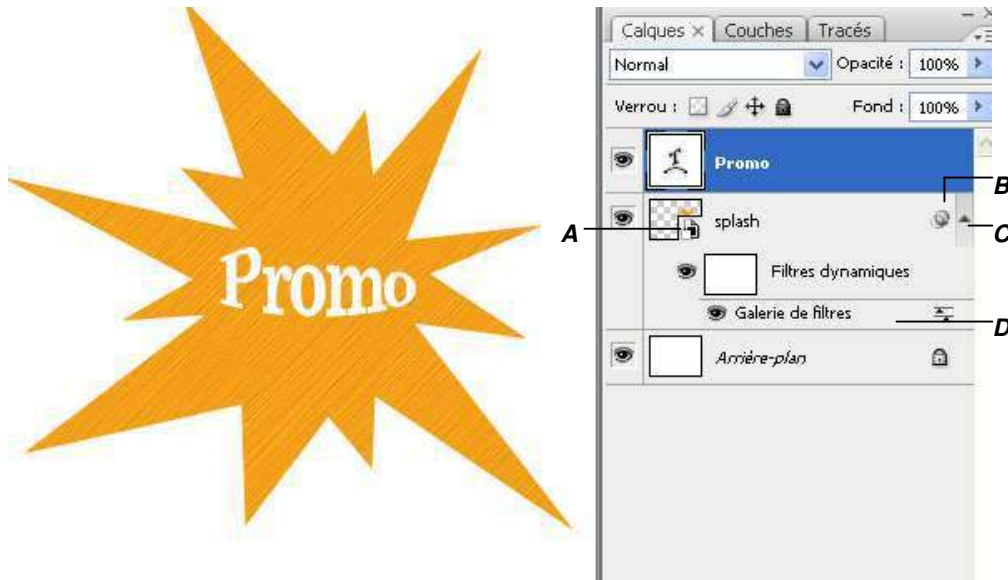 Promo
Calques × Couches Tracés
Normal Opacité : 100%
Verrou : Fond : 100%
Promo
B
splash
A
C
Filtres dynamiques
Galerie de filtres
D
Arrière-plan